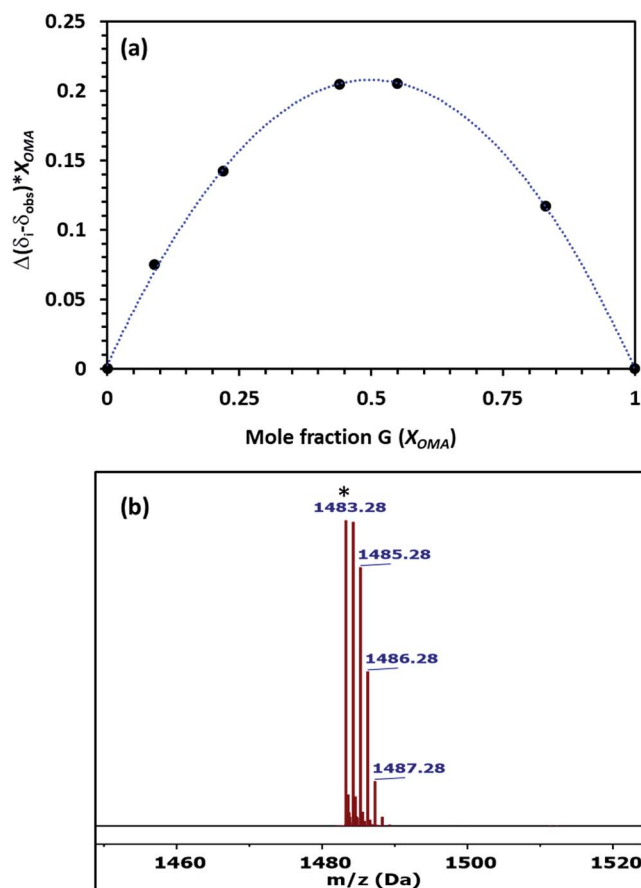 (a)
0.25
0.2
0.15
0.1
0.05
0
Δ(δi-δobs)*XOMA
0 0.25 0.5 0.75 1
Mole fraction G (XOMA)
(b)
*
1483.28
1485.28
1486.28
1487.28
1460 1480 1500 1520
m/z (Da)